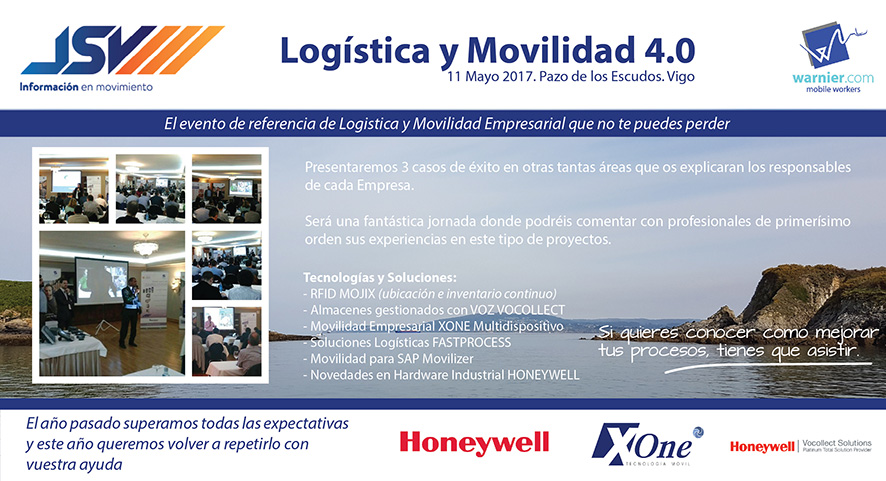 JSV
Información en movimiento
Logística y Movilidad 4.0
11 Mayo 2017. Pazo de los Escudos. Vigo
warnier.com
mobile workers
El evento de referencia de Logistica y Movilidad Empresarial que no te puedes perder
Presentaremos 3 casos de éxito en otras tantas áreas que os explicaran los responsables
de cada Empresa.
Será una fantástica jornada donde podréis comentar con profesionales de primerísimo
orden sus experiencias en este tipo de proyectos.
Tecnologías y Soluciones:
- RFID MOJIX (ubicación e inventario continuo)
- Almacenes gestionados con VOZ VOCOLLECT
- Movilidad Empresarial XONE Multidispositivo
- Soluciones Logísticas FASTPROCESS
- Movilidad para SAP Movilizer
- Novedades en Hardware Industrial HONEYWELL
Si quieres conocer como mejorar
tus procesos, tienes que asistir.
El año pasado superamos todas las expectativas
y este año queremos volver a repetirlo con
vuestra ayuda
Honeywell
XOne
TECNOLOGÍA MÓVIL
Honeywell | Vocollect Solutions
Platinum Total Solution Provider